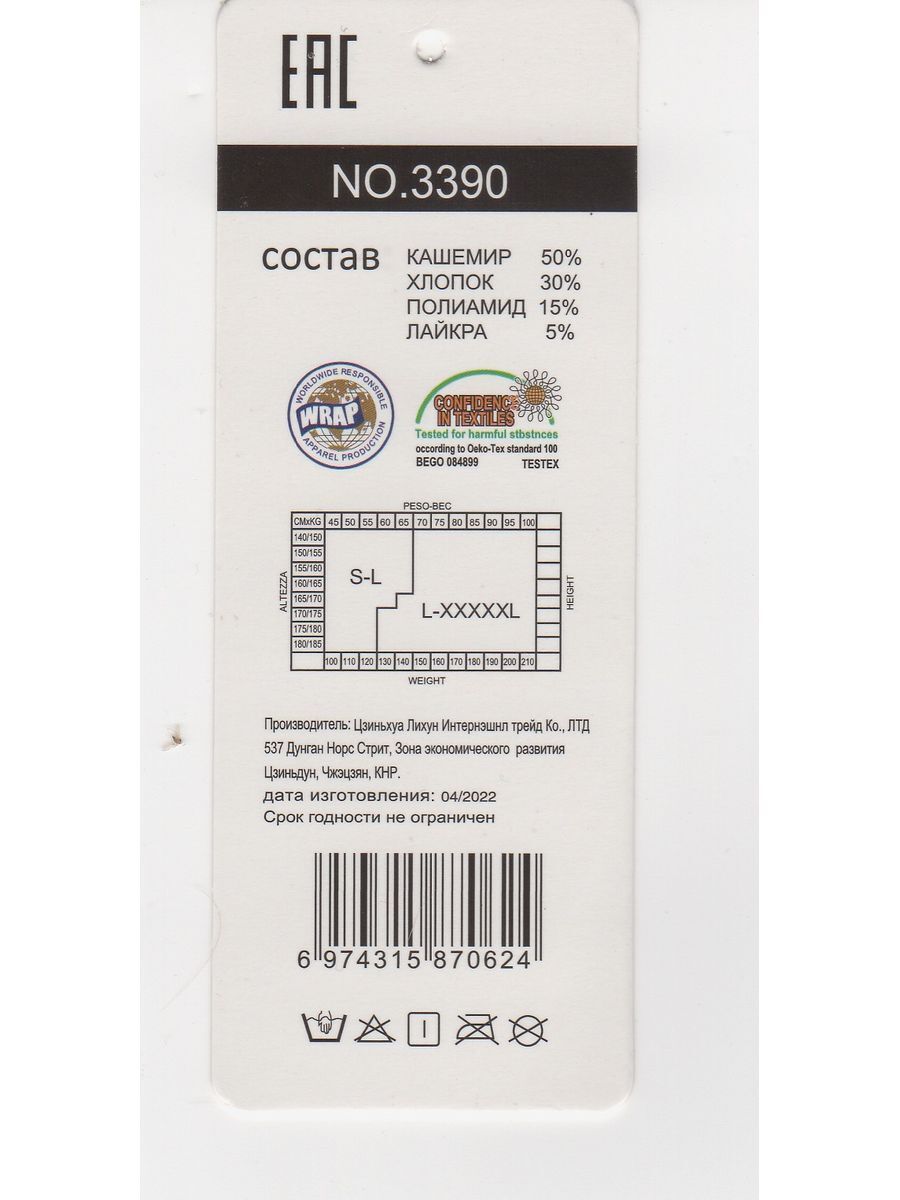 EAC
NO.3390
состав
КАШЕМИР 50%
ХЛОПОК 30%
ПОЛИАМИД 15%
ЛАЙКРА 5%
WORLDWIDE RESPONSIBLE
WRAP
APPAREL PRODUCTION
CONFIDENCE
IN TEXTILES
Tested for harmful stbstnces
occording to Oeko-Tex standard 100
BEGO 084899 TESTEX
PESO-ВЕС
CMxKG 45 50 55 60 65 70 75 80 85 90 95 100
140/150
150/155
155/160
160/165
165/170
170/175
175/180
180/185
ALTEZZA
S-L
L-XXXXXL
HEIGHT
100 110 120 130 140 150 160 170 180 190 200 210
WEIGHT
Производитель: Цзиньхуа Лихун Интернэшнл трейд Ко., ЛТД
537 Дунган Норс Стрит, Зона экономического развития
Цзиньдун, Чжэцзян, КНР.
дата изготовления: 04/2022
Срок годности не ограничен
6 974315 870624